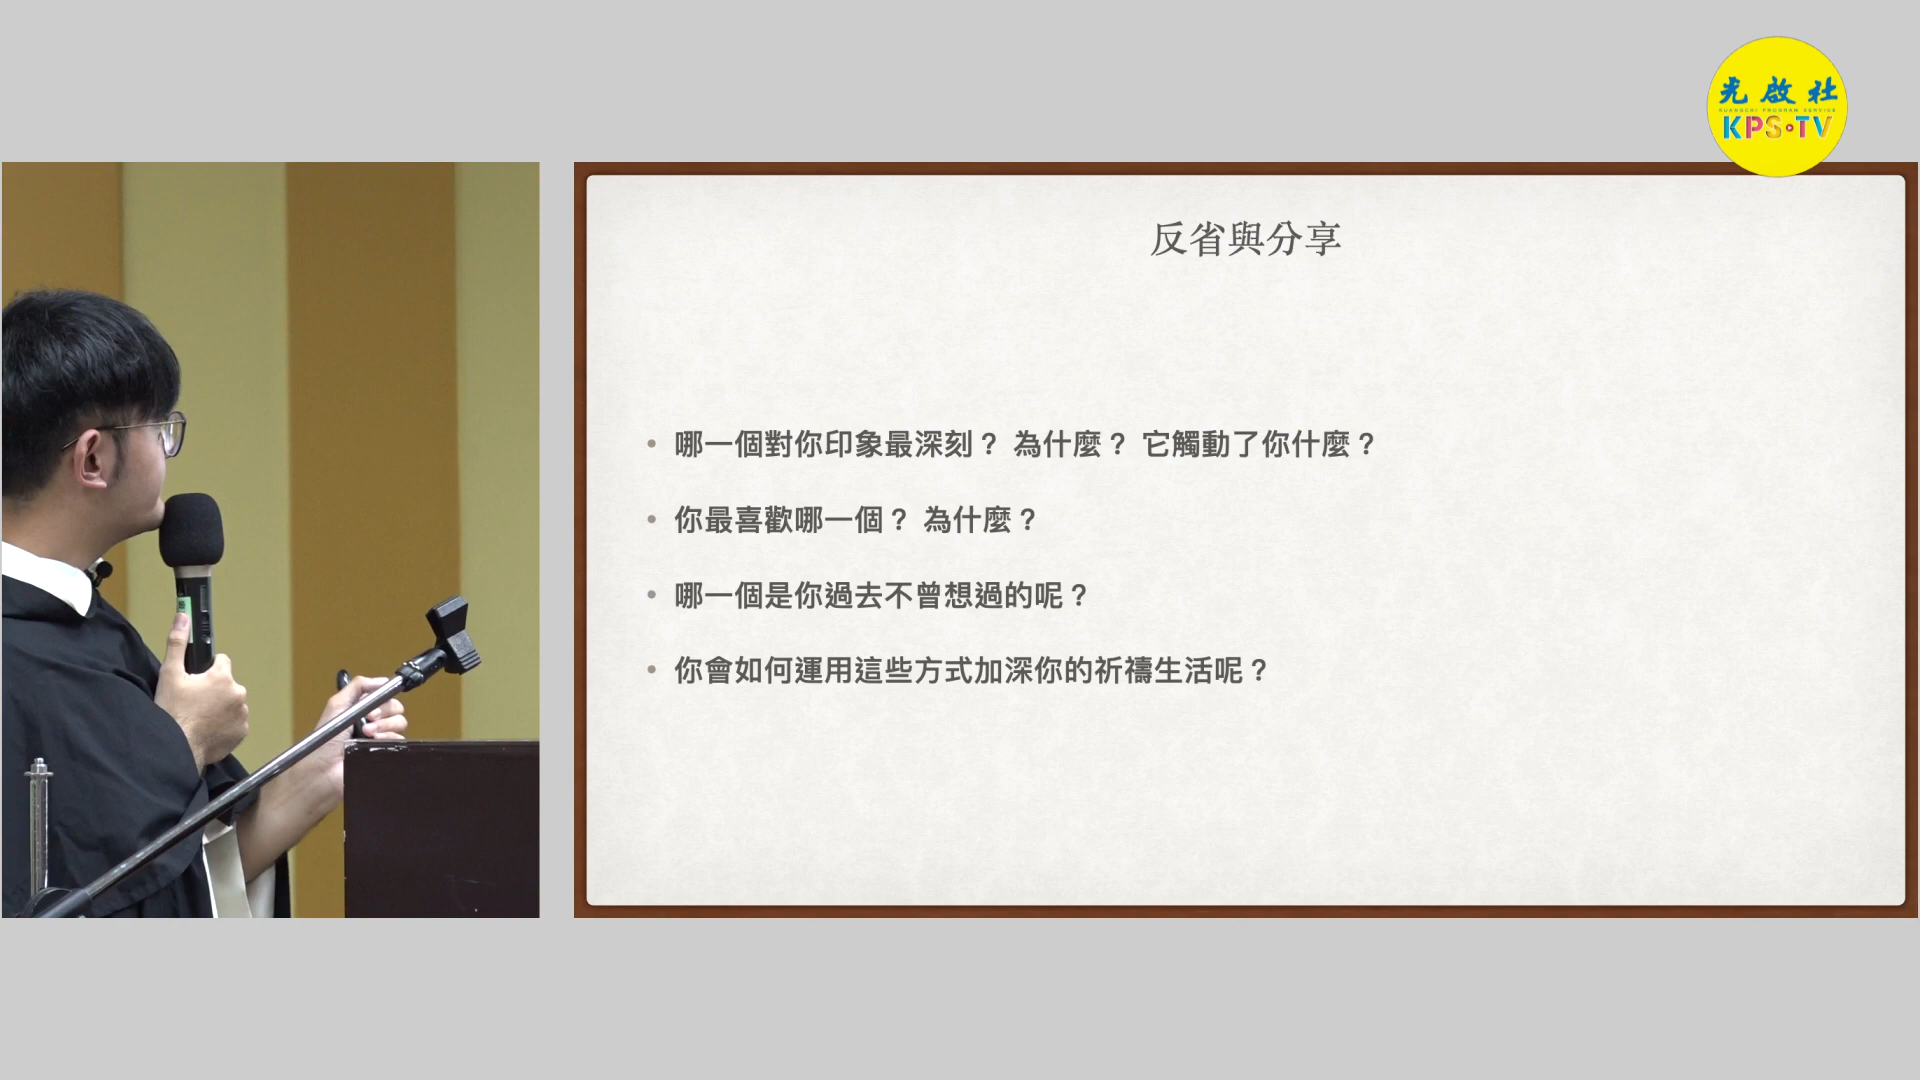 光啟社
KUANGCHI PROGRAM SERVICE
KPS·TV
反省與分享
• 哪一個對你印象最深刻？ 為什麼？ 它觸動了你什麼？
• 你最喜歡哪一個？ 為什麼？
• 哪一個是你過去不曾想過的呢？
• 你會如何運用這些方式加深你的祈禱生活呢？